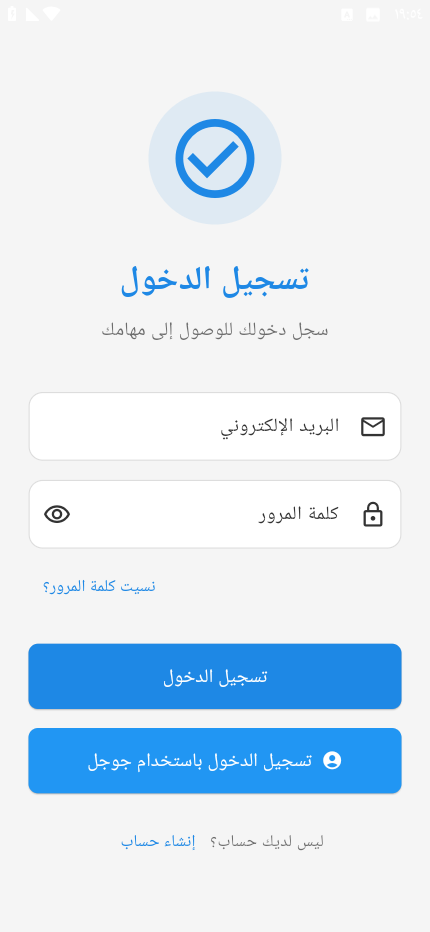 ١٩:٥٤
تسجيل الدخول
سجل دخولك للوصول إلى مهامك
البريد الإلكتروني
كلمة المرور
نسيت كلمة المرور؟
تسجيل الدخول
تسجيل الدخول باستخدام جوجل
ليس لديك حساب؟ إنشاء حساب